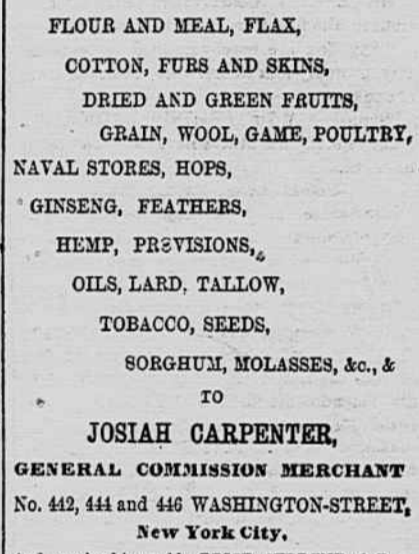 FLOUR AND MEAL, FLAX,
COTTON, FURS AND SKINS,
DRIED AND GREEN FRUITS,
GRAIN, WOOL, GAME, POULTRY,
NAVAL STORES, HOPS,
GINSENG, FEATHERS,
HEMP, PROVISIONS,
OILS, LARD, TALLOW,
TOBACCO, SEEDS,
SORGHUM, MOLASSES, &c., &
TO
JOSIAH CARPENTER,
GENERAL COMMISSION MERCHANT
No. 442, 444 and 446 WASHINGTON-STREET,
New York City.